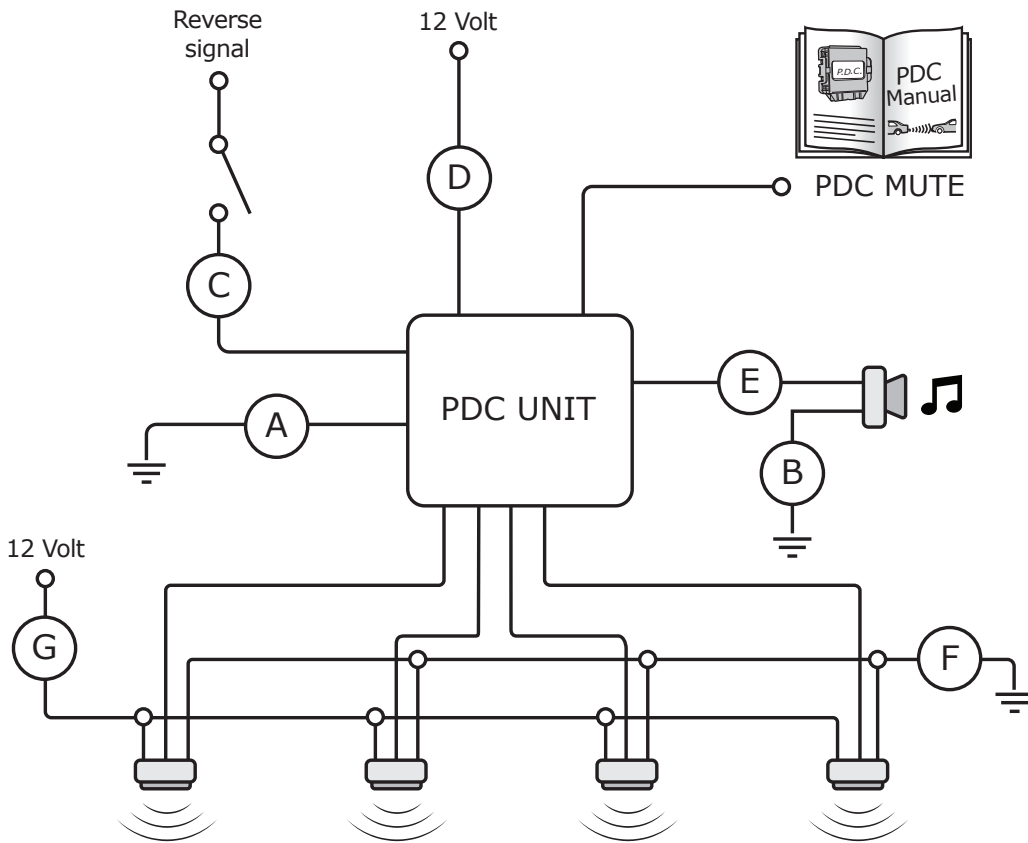 Reverse
signal
12 Volt
P.D.C.
PDC
Manual
PDC MUTE
D
C
PDC UNIT
E
A
B
12 Volt
G
F